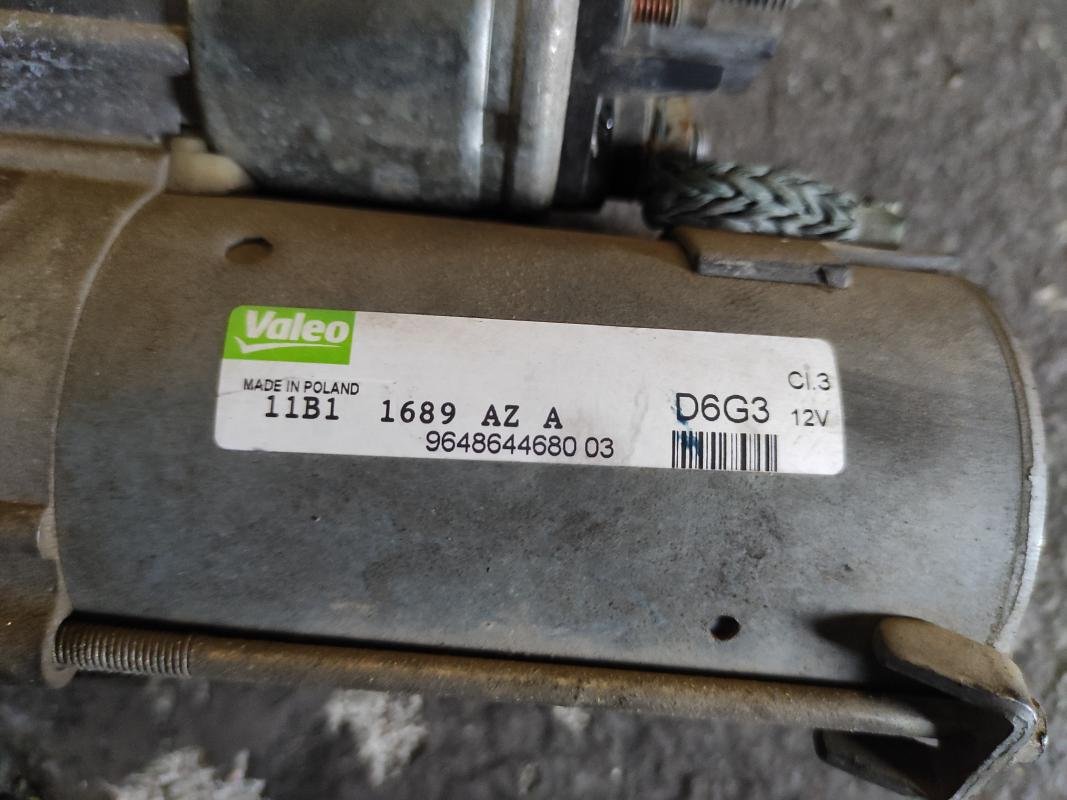 Valeo
MADE IN POLAND
11B1 1689 AZ A
9648644680 03
D6G3
Cl.3
12V